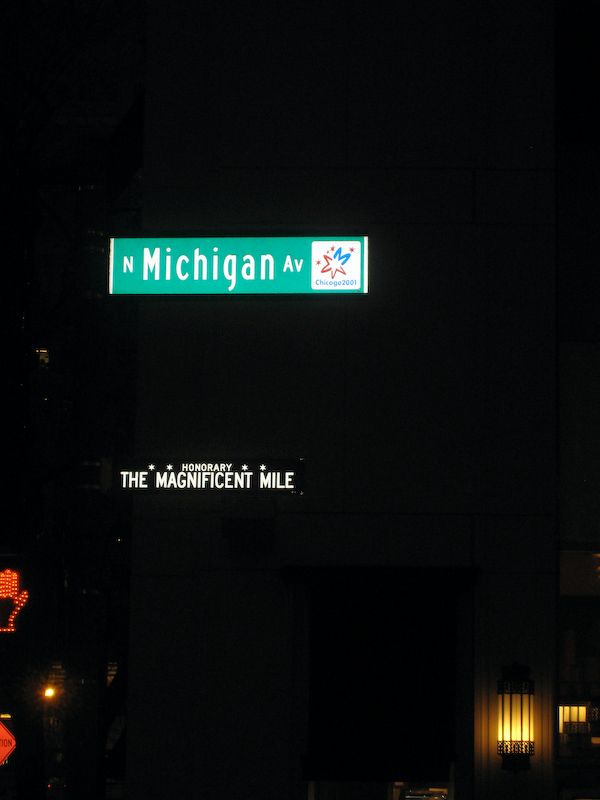 N Michigan Av
Chicago2001
* * HONORARY * *
THE MAGNIFICENT MILE